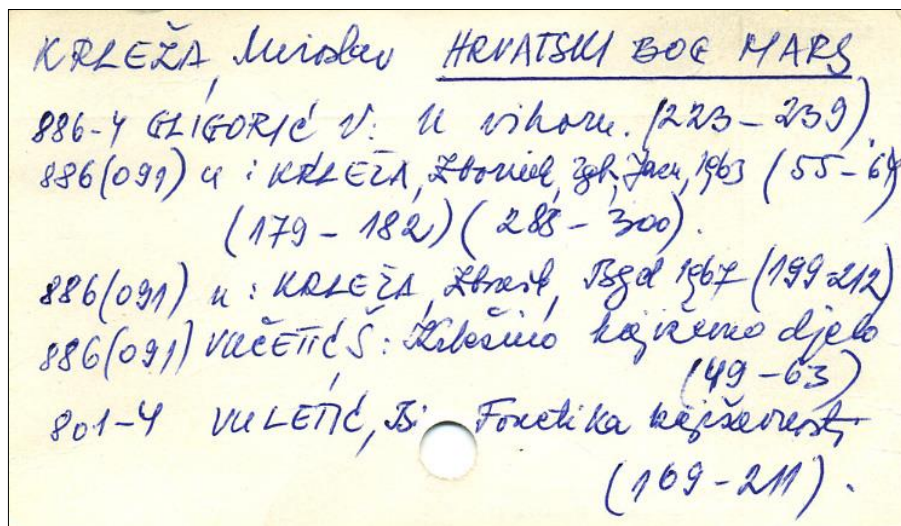 KRLEŽA, Miroslav HRVATSKI BOG MARS
886-4 GLIGORIĆ V. U vihoru. (223-239)
886(091) u: KRLEŽA, Zbornik, Zgb, Jazu, 1963 (55-64)
(179-182) (288-300).
886(091) u: KRLEŽA, Zbornik, Bgd 1967 (199-212)
886(091) VUČETIĆ Š: Krležino književno djelo
(49-63)
801-4 VULETIĆ, B: Fonetika književnosti
(169-211).